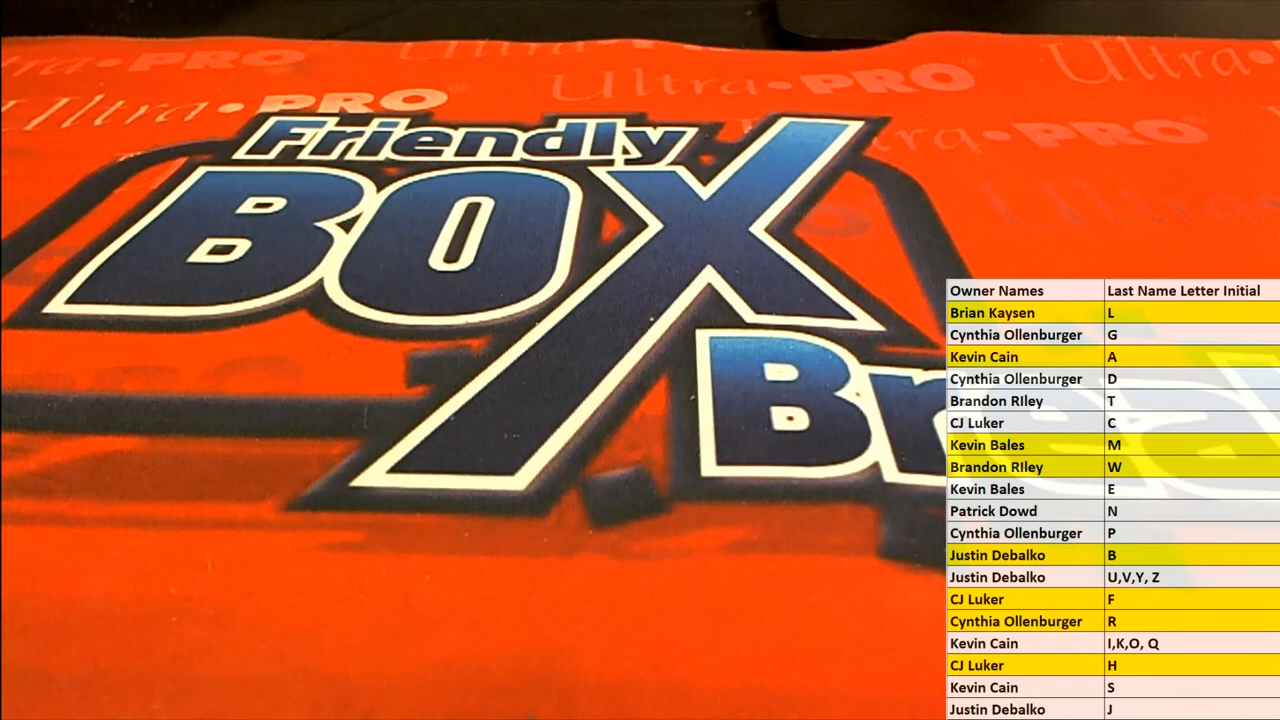 Ultra•PRO
Ultra•PRO
Ultra•PRO
Ultra•PRO
Friendly
BOX
Owner Names Last Name Letter Initial
Brian Kaysen L
Cynthia Ollenburger G
Kevin Cain A
Cynthia Ollenburger D
Brandon RIley T
CJ Luker C
Kevin Bales M
Brandon RIley W
Kevin Bales E
Patrick Dowd N
Cynthia Ollenburger P
Justin Debalko B
Justin Debalko U,V,Y, Z
CJ Luker F
Cynthia Ollenburger R
Kevin Cain I,K,O, Q
CJ Luker H
Kevin Cain S
Justin Debalko J